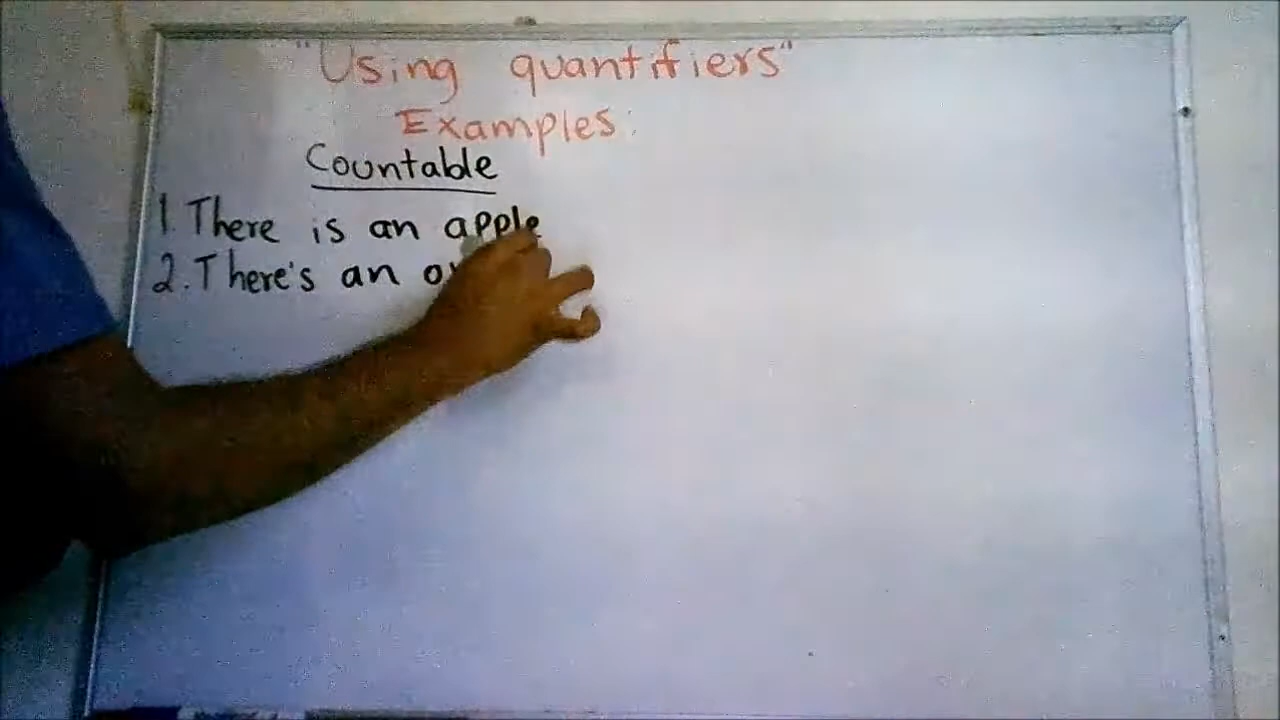 "Using quantifiers"
Examples:
Countable
1. There is an apple
2. There's an